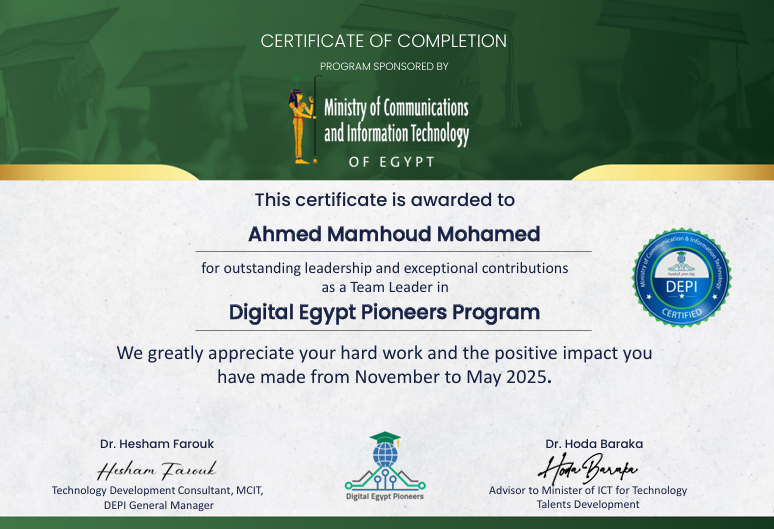 CERTIFICATE OF COMPLETION
PROGRAM SPONSORED BY
Ministry of Communications
and Information Technology
OF EGYPT
This certificate is awarded to
Ahmed Mamhoud Mohamed
for outstanding leadership and exceptional contributions
as a Team Leader in
Digital Egypt Pioneers Program
Ministry of Communication & Information Technology
DEPI
CERTIFIED
We greatly appreciate your hard work and the positive impact you
have made from November to May 2025.
Dr. Hesham Farouk
Hesham Farouk
Technology Development Consultant, MCIT,
DEPI General Manager
Digital Egypt Pioneers
Dr. Hoda Baraka
Hoda Baraka
Advisor to Minister of ICT for Technology
Talents Development